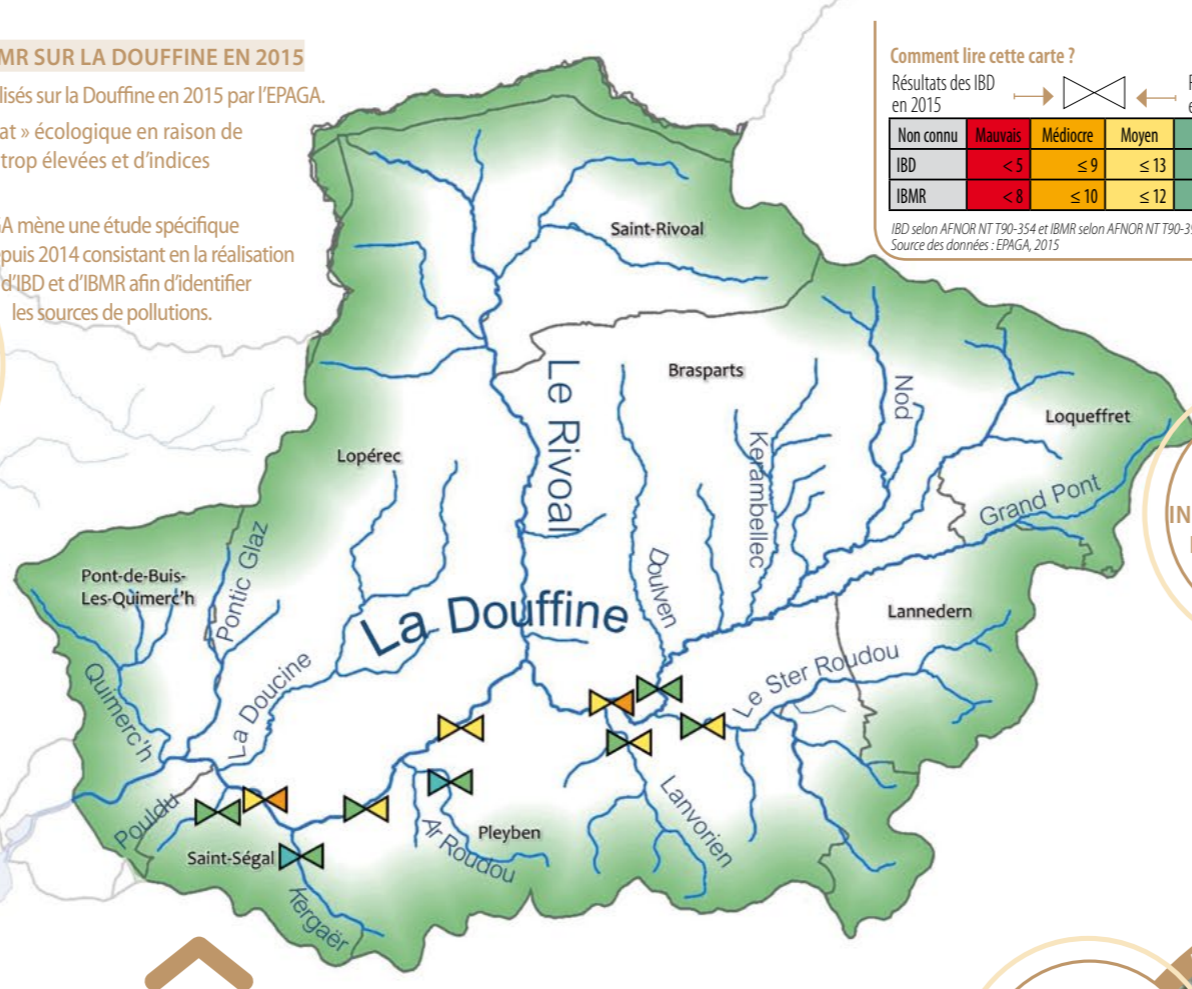 MR SUR LA DOUFFINE EN 2015
lisés sur la Douffine en 2015 par l'EPAGA.
at » écologique en raison de
trop élevées et d'indices
GA mène une étude spécifique
epuis 2014 consistant en la réalisation
d'IBD et d'IBMR afin d'identifier
les sources de pollutions.
Comment lire cette carte ?
Résultats des IBD
en 2015
Non connu Mauvais Médiocre Moyen
IBD < 5 ≤ 9 ≤ 13
IBMR < 8 ≤ 10 ≤ 12
IBD selon AFNOR NT T90-354 et IBMR selon AFNOR NT T90-39
Source des données : EPAGA, 2015
Saint-Rivoal
Brasparts
Le Rivoal
Nod
Loqueffret
Lopérec
Kerambellec
Grand Pont
IN
Pontic Glaz
Pont-de-Buis-
Les-Quimerc'h
Doulven
La Douffine
Lannedern
Quimerc'h
La Doucine
Le Ster Roudou
Pouldu
Lanvorien
Pleyben
Ar Roudou
Saint-Ségal
Kergaër